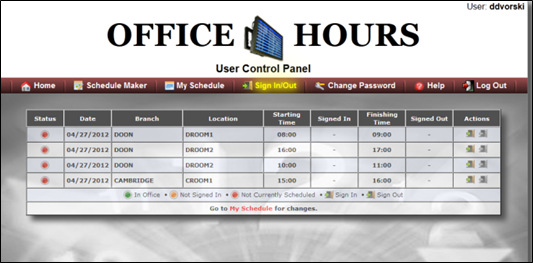 User: ddvorski
OFFICE HOURS
User Control Panel
Home Schedule Maker My Schedule Sign In/Out Change Password Help Log Out
Status Date Branch Location Starting Time Signed In Finishing Time Signed Out Actions
04/27/2012 DOON DROOM1 08:00 - 09:00 -
04/27/2012 DOON DROOM2 16:00 - 17:00 -
04/27/2012 DOON DROOM2 10:00 - 11:00 -
04/27/2012 CAMBRIDGE CROOM1 15:00 - 16:00 -
In Office • Not Signed In • Not Currently Scheduled • Sign In • Sign Out
Go to My Schedule for changes.